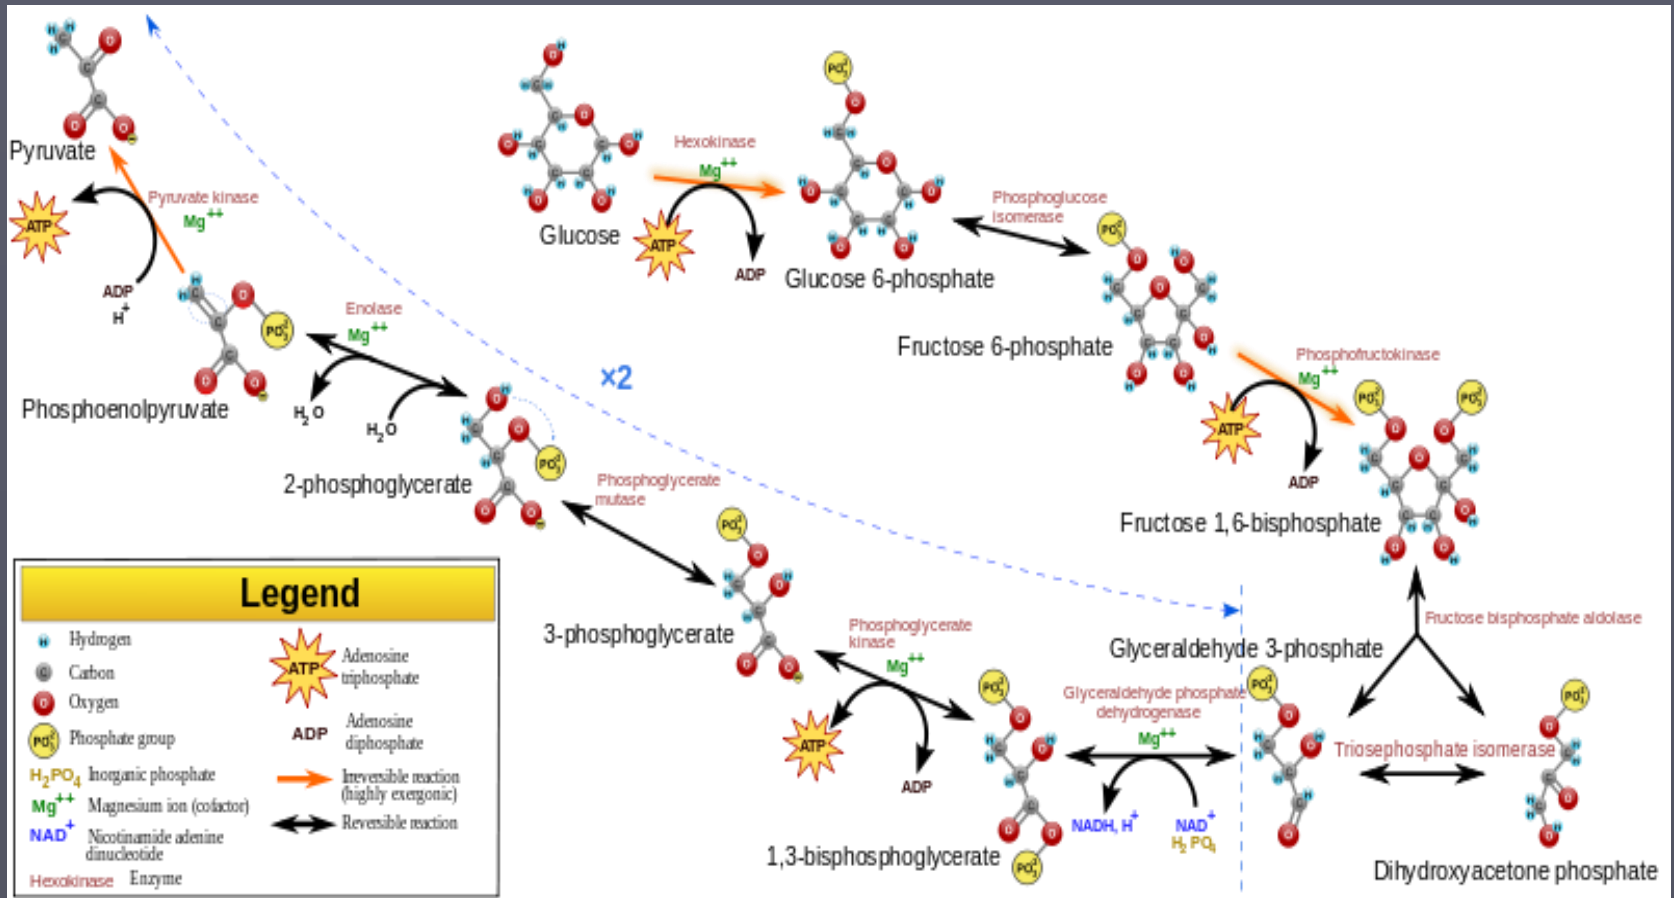 Pyruvate
Pyruvate kinase
Mg++
ATP
ADP
H+
Phosphoenolpyruvate
Enolase
Mg++
H2O
H2O
2-phosphoglycerate
Phosphoglycerate
mutase
3-phosphoglycerate
Phosphoglycerate
kinase
Mg++
ATP
ADP
1,3-bisphosphoglycerate
×2
Glucose
Hexokinase
Mg++
ATP
ADP
Glucose 6-phosphate
Phosphoglucose
isomerase
Fructose 6-phosphate
Phosphofructokinase
Mg++
ATP
ADP
Fructose 1,6-bisphosphate
Fructose bisphosphate aldolase
Glyceraldehyde 3-phosphate
Glyceraldehyde phosphate
dehydrogenase
Mg++
NADH, H+
NAD+
H2PO4
Triosephosphate isomerase
Dihydroxyacetone phosphate
Legend
H Hydrogen
C Carbon
O Oxygen
Phosphate group
H2PO4 Inorganic phosphate
Mg++ Magnesium ion (cofactor)
NAD+ Nicotinamide adenine
dinucleotide
Hexokinase Enzyme
ATP Adenosine
triphosphate
ADP Adenosine
diphosphate
Irreversible reaction
(highly exergonic)
Reversible reaction